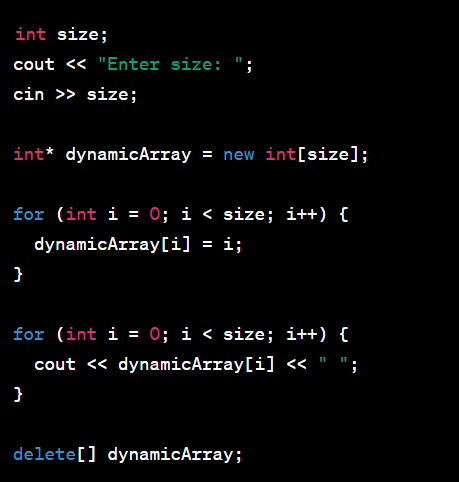 int size;
cout << "Enter size: ";
cin >> size;
int* dynamicArray = new int[size];
for (int i = 0; i < size; i++) {
  dynamicArray[i] = i;
}
for (int i = 0; i < size; i++) {
  cout << dynamicArray[i] << " ";
}
delete[] dynamicArray;